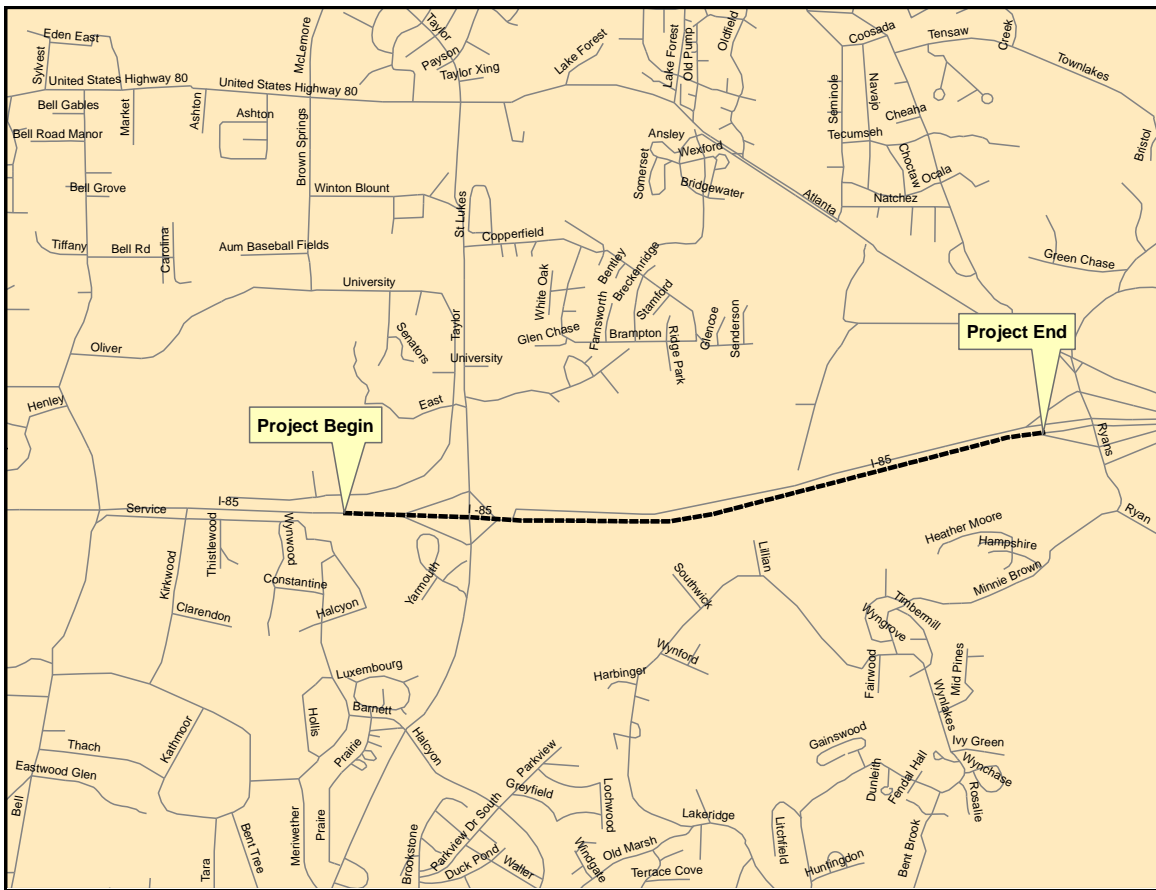 Eden East
Sylvest
United States Highway 80
United States Highway 80
McLemore
Taylor
Payson
Taylor Xing
Lake Forest
Lake Forest
Old Pump
Oldfield
Coosada
Tensaw
Creek
Townlakes
Bristol
Bell Gables
Market
Ashton
Ashton
Brown Springs
Bell Road Manor
Bell Grove
Winton Blount
St Lukes
Ansley
Wexford
Somerset
Bridgewater
Atlanta
Seminole
Navajo
Cheaha
Tecumseh
Choctaw
Ocala
Natchez
Green Chase
Tiffany
Bell Rd
Carolina
Aum Baseball Fields
Copperfield
University
White Oak
Bentley
Breckenridge
Stamford
Farnsworth
Glen Chase
Brampton
Ridge Park
Glencoe
Senderson
Oliver
Senators
Taylor
University
East
Henley
Project Begin
Project End
Ryans
Ryan
I-85
I -85
I-85
Service
Kirkwood
Thistlewood
Wynwood
Constantine
Clarendon
Halcyon
Yarmouth
Lillian
Southwick
Heather Moore
Hampshire
Minnie Brown
Timbermill
Wyngrove
Wynford
Harbinger
Fairwood
Mid Pines
Wynlakes
Luxembourg
Barnett
Hollis
Prairie
Halcyon
Kathmoor
Thach
Eastwood Glen
Bell
Gainswood
Ivy Green
Wynchase
Rosalie
Dunleith
Fendal Hall
Parkview
Greyfield
Parkview Dr South
Lochwood
Lakeridge
Litchfield
Huntingdon
Bent Brook
Tara
Bent Tree
Meriwether
Praire
Brookstone
Duck Pond
Waller
Windgate
Old Marsh
Terrace Cove